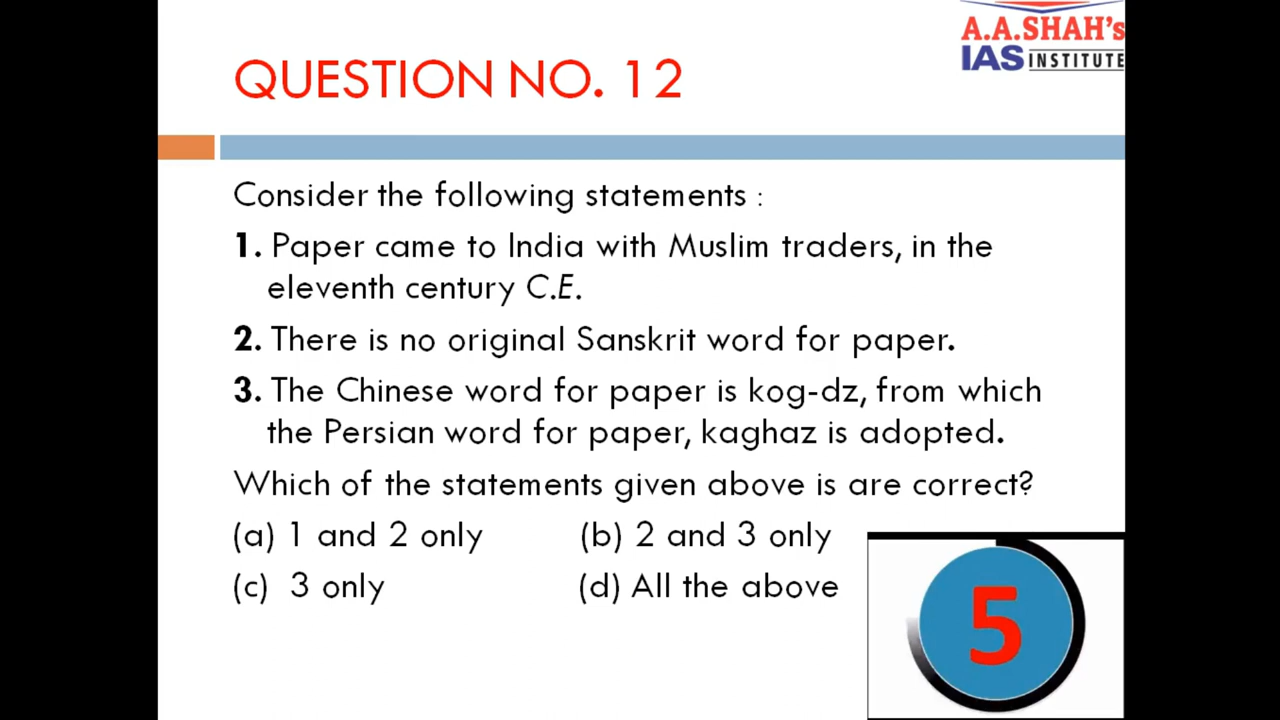 A.A.SHAH's
IAS INSTITUTE
QUESTION NO. 12
Consider the following statements :
1. Paper came to India with Muslim traders, in the
eleventh century C.E.
2. There is no original Sanskrit word for paper.
3. The Chinese word for paper is kog-dz, from which
the Persian word for paper, kaghaz is adopted.
Which of the statements given above is are correct?
(a) 1 and 2 only (b) 2 and 3 only
(c) 3 only (d) All the above
5